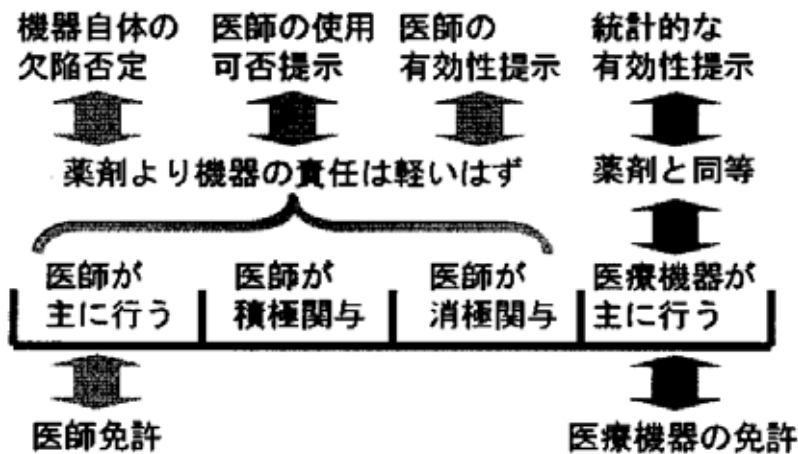 機器自体の
欠陥否定
医師の使用
可否提示
医師の
有効性提示
統計的な
有効性提示
薬剤より機器の責任は軽いはず
薬剤と同等
医師が
主に行う
医師が
積極関与
医師が
消極関与
医療機器が
主に行う
医師免許
医療機器の免許